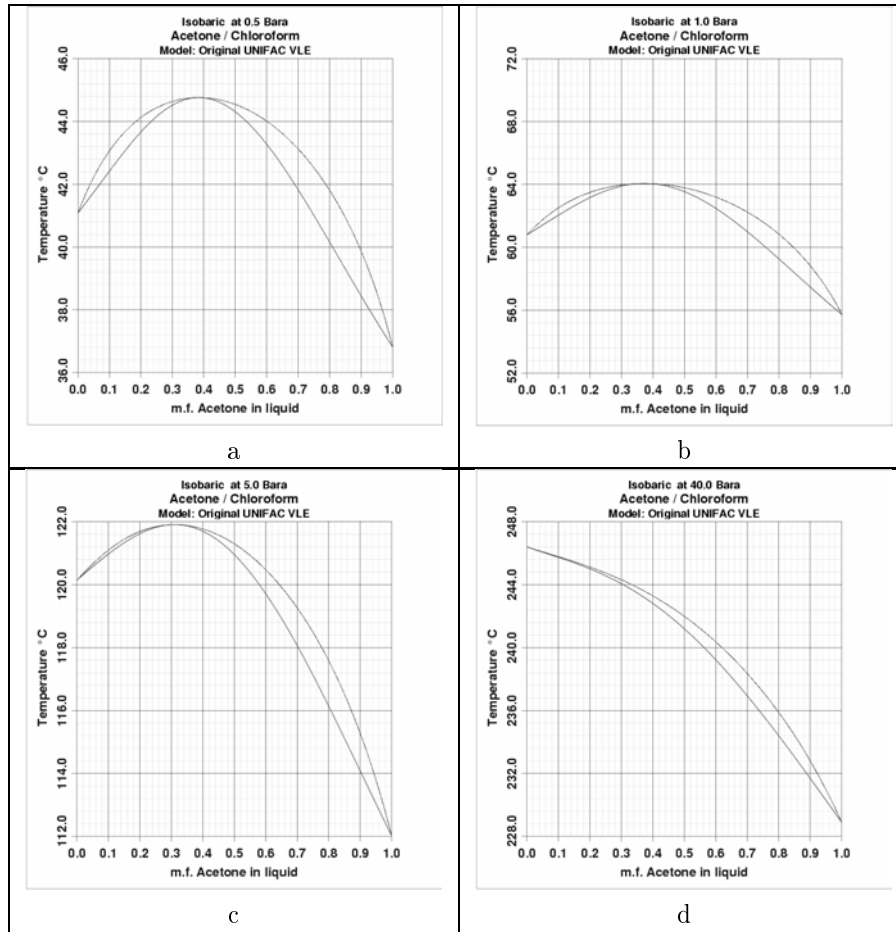 Isobaric at 0.5 Bara
Acetone / Chloroform
Model: Original UNIFAC VLE
Temperature ° C
46.0
44.0
42.0
40.0
38.0
36.0
0.0 0.1 0.2 0.3 0.4 0.5 0.6 0.7 0.8 0.9 1.0
m.f. Acetone in liquid
a
Isobaric at 1.0 Bara
Acetone / Chloroform
Model: Original UNIFAC VLE
Temperature ° C
72.0
68.0
64.0
60.0
56.0
52.0
0.0 0.1 0.2 0.3 0.4 0.5 0.6 0.7 0.8 0.9 1.0
m.f. Acetone in liquid
b
Isobaric at 5.0 Bara
Acetone / Chloroform
Model: Original UNIFAC VLE
Temperature ° C
122.0
120.0
118.0
116.0
114.0
112.0
0.0 0.1 0.2 0.3 0.4 0.5 0.6 0.7 0.8 0.9 1.0
m.f. Acetone in liquid
c
Isobaric at 40.0 Bara
Acetone / Chloroform
Model: Original UNIFAC VLE
Temperature ° C
248.0
244.0
240.0
236.0
232.0
228.0
0.0 0.1 0.2 0.3 0.4 0.5 0.6 0.7 0.8 0.9 1.0
m.f. Acetone in liquid
d